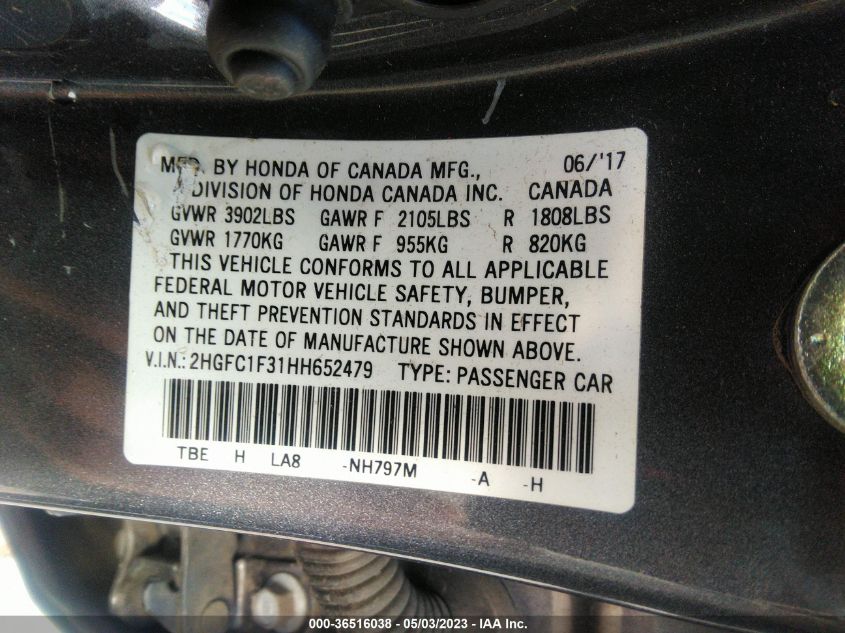 MFD. BY HONDA OF CANADA MFG., 06/'17
DIVISION OF HONDA CANADA INC. CANADA
GVWR 3902LBS GAWR F 2105LBS R 1808LBS
GVWR 1770KG GAWR F 955KG R 820KG
THIS VEHICLE CONFORMS TO ALL APPLICABLE
FEDERAL MOTOR VEHICLE SAFETY, BUMPER,
AND THEFT PREVENTION STANDARDS IN EFFECT
ON THE DATE OF MANUFACTURE SHOWN ABOVE.
V.I.N.: 2HGFC1F31HH652479 TYPE: PASSENGER CAR
TBE H LA8 -NH797M -A -H
000-36516038 - 05/03/2023 - IAA Inc.